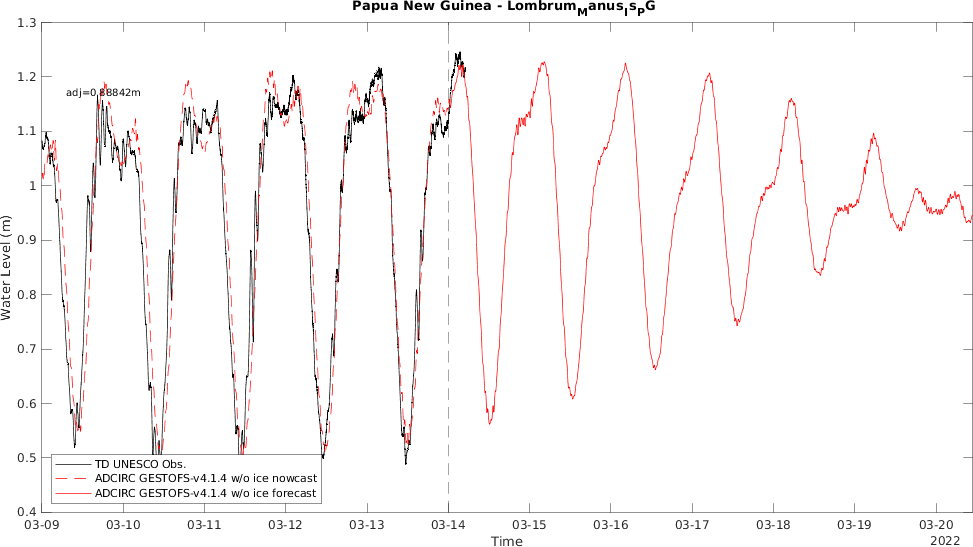 Papua New Guinea - LombrumManusIsPG
1.3
1.2
1.1
1
0.9
0.8
0.7
0.6
0.5
0.4
Water Level (m)
adj=0.88842m
TD UNESCO Obs.
ADCIRC GESTOFS-v4.1.4 w/o ice nowcast
ADCIRC GESTOFS-v4.1.4 w/o ice forecast
03-09 03-10 03-11 03-12 03-13 03-14 03-15 03-16 03-17 03-18 03-19 03-20
Time
2022